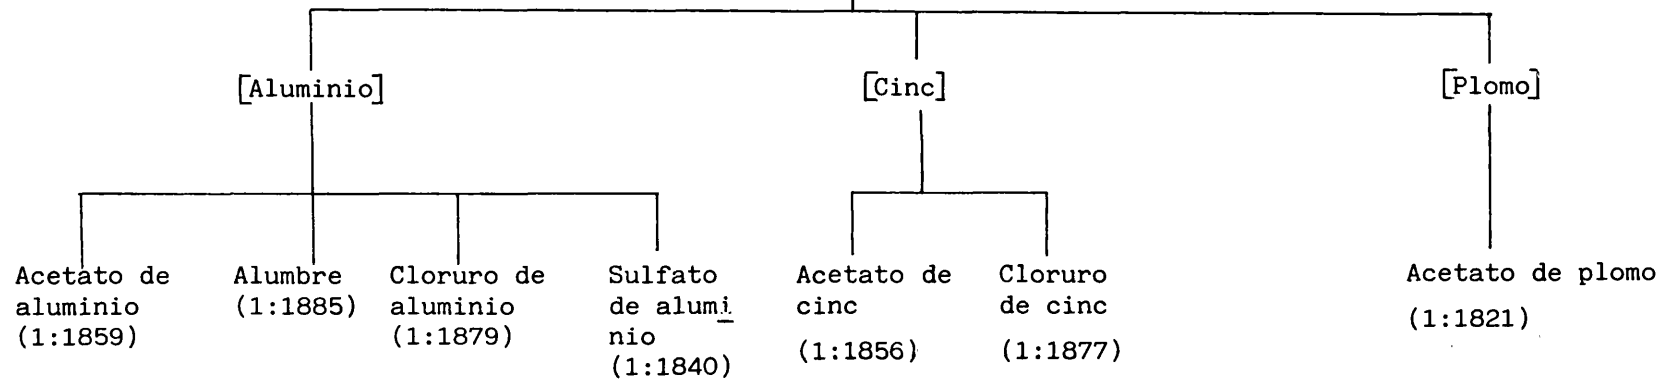 [Aluminio]
[Cinc]
[Plomo]
Acetato de
aluminio
(1:1859)
Alumbre
(1:1885)
Cloruro de
aluminio
(1:1879)
Sulfato
de alumi
nio
(1:1840)
Acetato de
cinc
(1:1856)
Cloruro
de cinc
(1:1877)
Acetato de plomo
(1:1821)